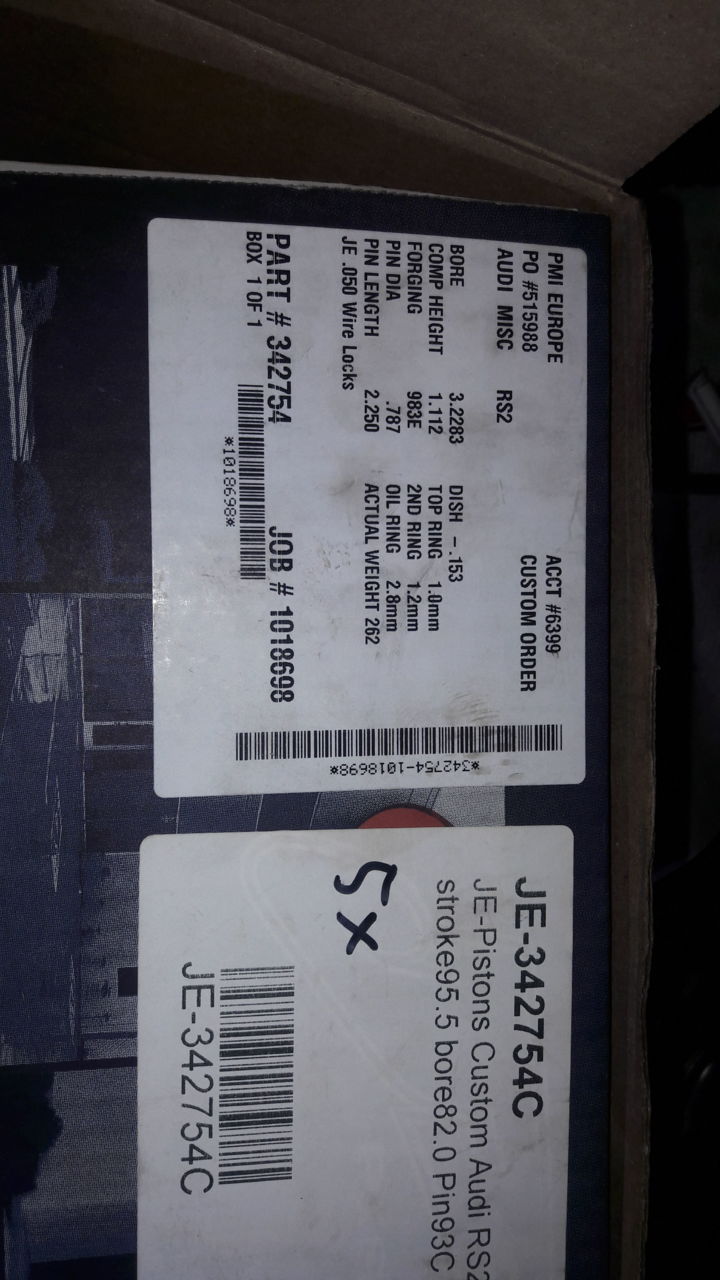 PMI EUROPE ACCT #6399
PO #515988 CUSTOM ORDER
AUDI MISC RS2
BORE 3.2283 DISH -.153
COMP HEIGHT 1.112 TOP RING 1.0mm
FORGING 983E 2ND RING 1.2mm
PIN DIA .787 OIL RING 2.8mm
PIN LENGTH 2.250 ACTUAL WEIGHT 262
JE .050 Wire Locks
PART # 342754 JOB # 1018698
BOX 1 OF 1
*1018698*
*342754-1018698*
JE-342754C
JE-Pistons Custom Audi RS2
stroke95.5 bore82.0 Pin93C
5x
JE-342754C